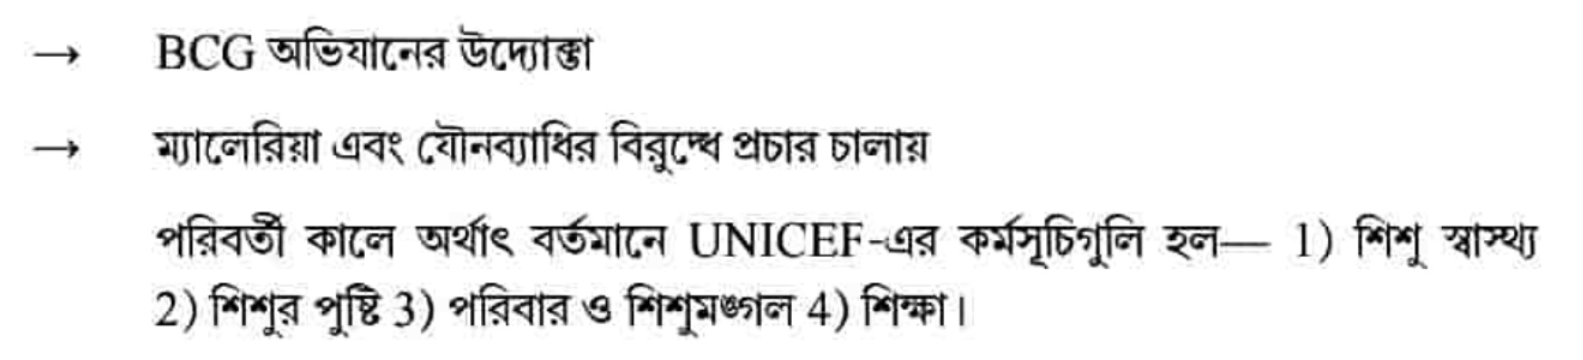 → BCG অভিযানের উদ্যোক্তা
→ ম্যালেরিয়া এবং যৌনব্যাধির বিরুদ্ধে প্রচার চালায়
পরিবর্তী কালে অর্থাৎ বর্তমানে UNICEF-এর কর্মসূচিগুলি হল— 1) শিশু স্বাস্থ্য
2) শিশুর পুষ্টি 3) পরিবার ও শিশুমঙ্গল 4) শিক্ষা।